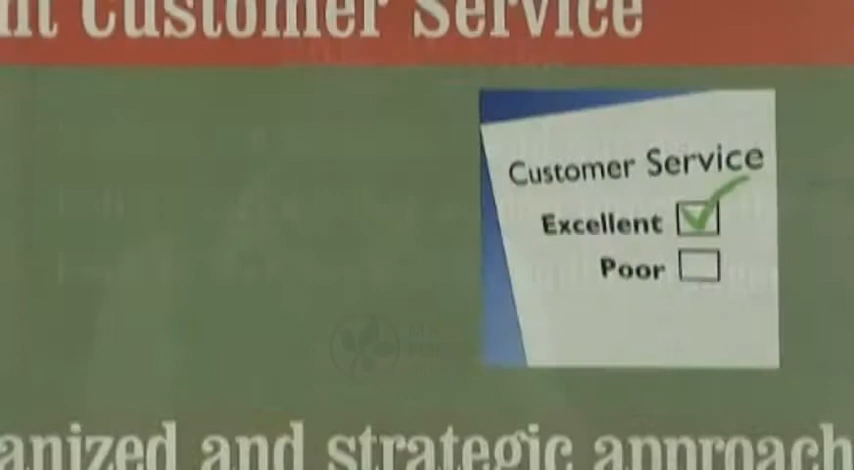 nt Customer Service
Customer Service
Excellent
Poor
anized and strategic approach